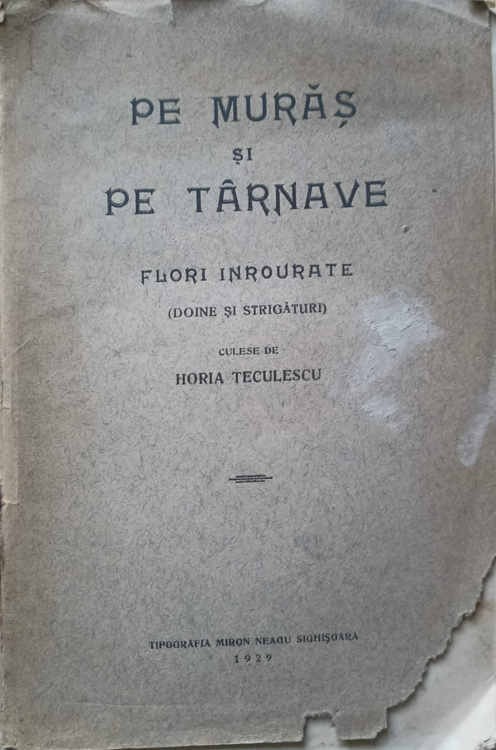 PE MURĂȘ
ȘI
PE TÂRNAVE
FLORI INROURATE
(DOINE ȘI STRIGĂTURI)
CULESE DE
HORIA TECULESCU
TIPOGRAFIA MIRON NEAGU SIGHIȘOARA
1929